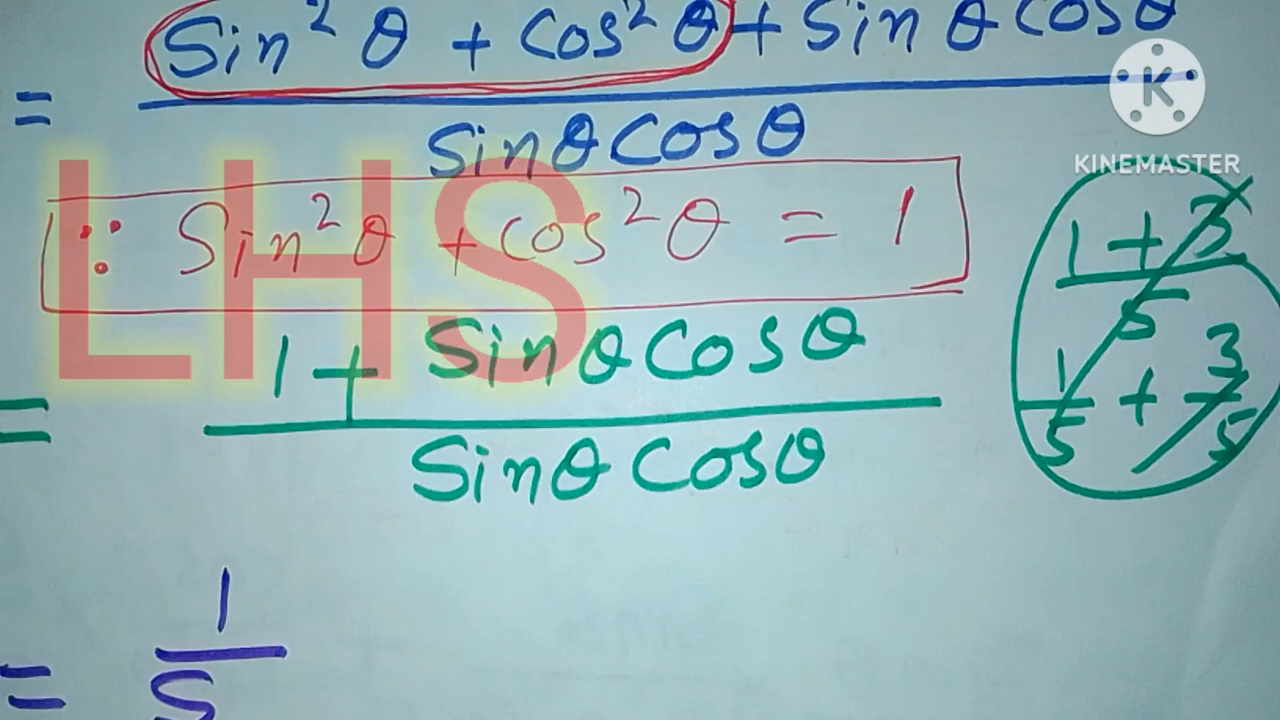 Sin²θ + Cos²θ + Sinθ Cosθ
=
Sinθ Cosθ
K
KINEMASTER
LHS
∵ Sin²θ + cos²θ = 1
1 + Sinθ Cosθ
=
Sinθ Cosθ
1 + 3
5
1/5 + 3/5
1
=
S